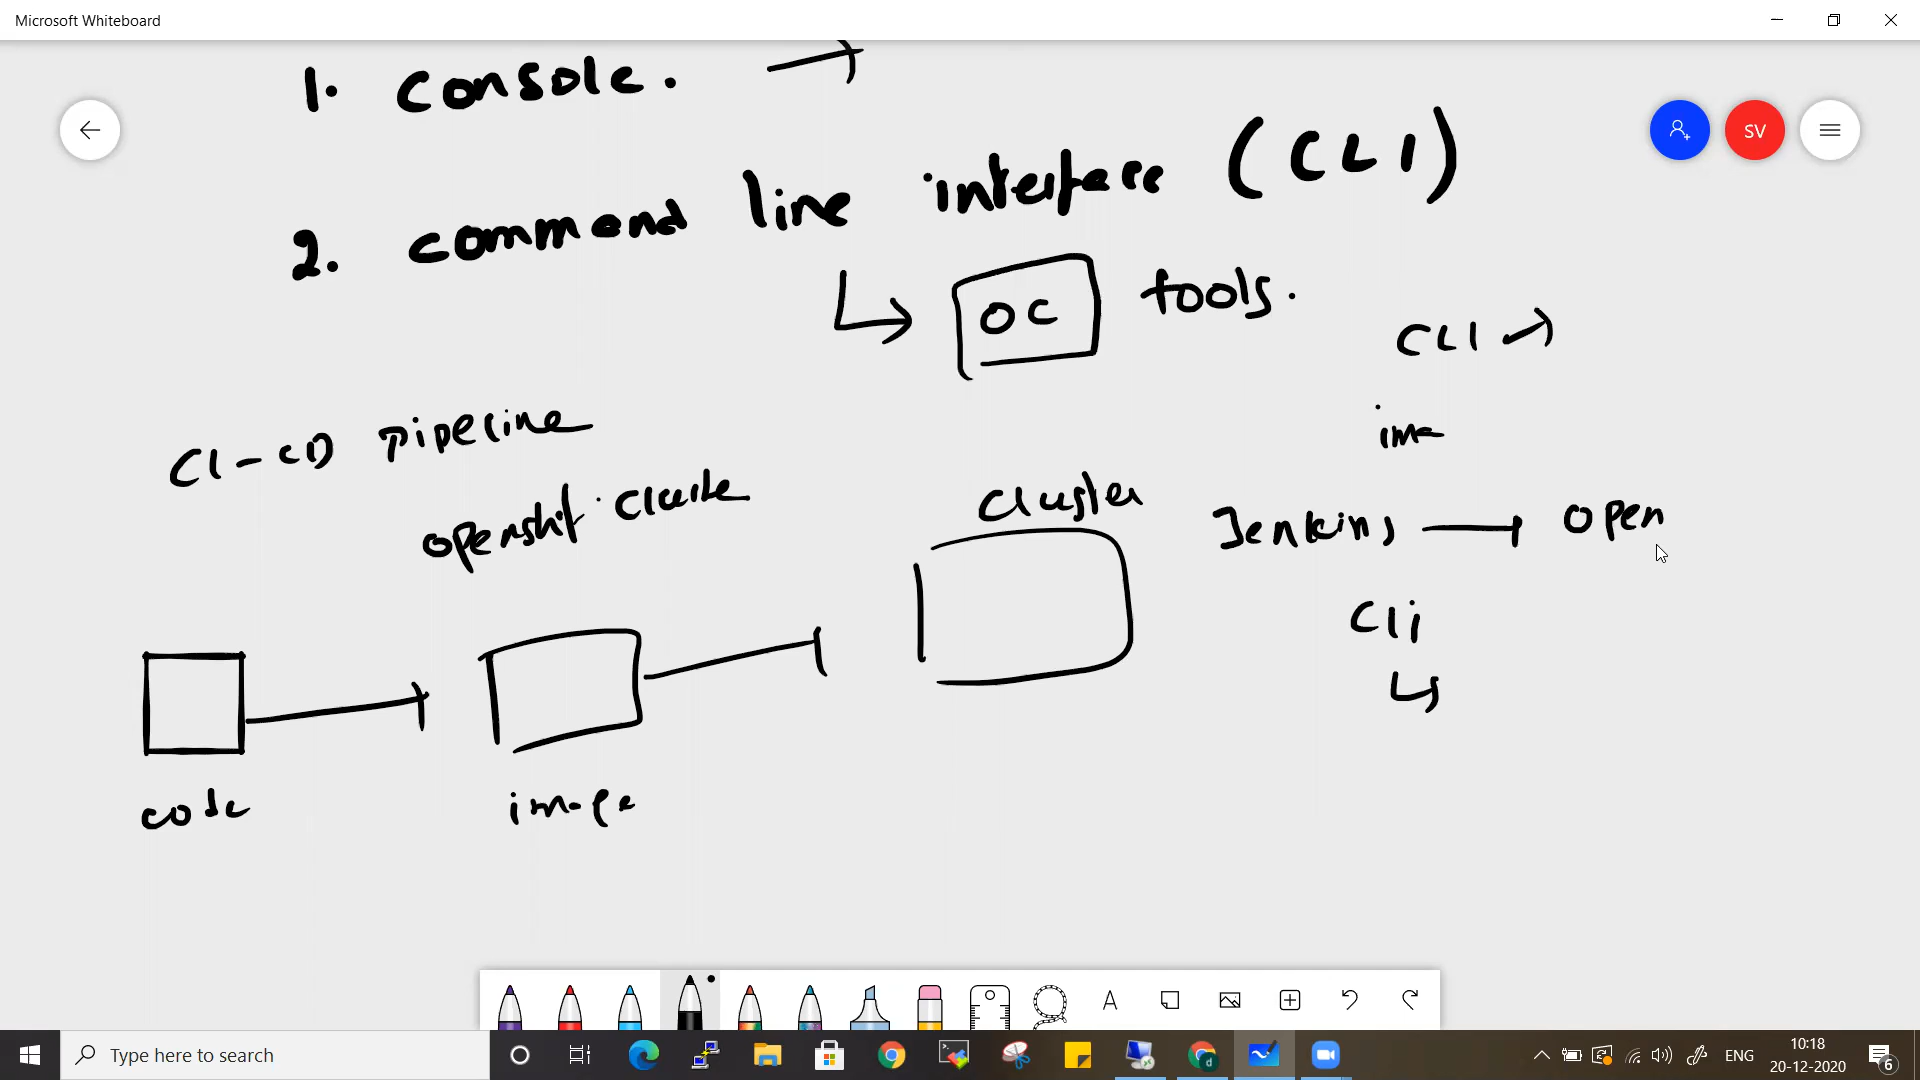 Microsoft Whiteboard
1. console.
2. command line interface (CLI)
SV
OC tools.
CLI
CI-CD pipeline
openshift cluster
cluster
Jenkins open
cli
code
image
Type here to search
ENG
10:18
20-12-2020
6